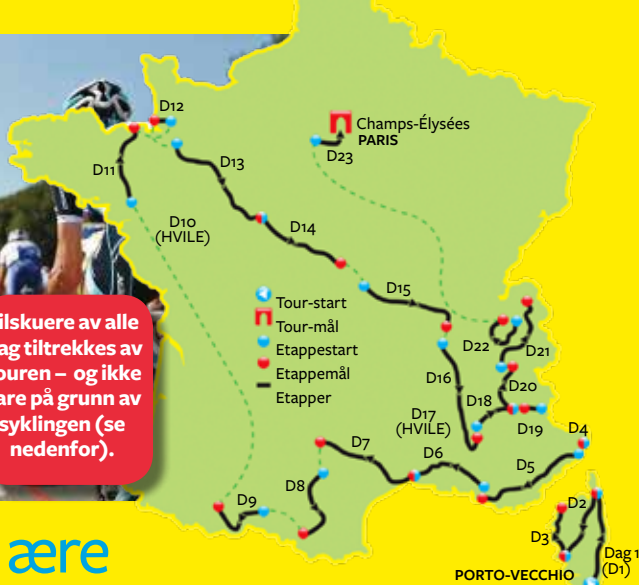 D12
Champs-Élysées
PARIS
D23
D11
D13
D10
(HVILE)
D14
D15
Tour-start
Tour-mål
Etappestart
Etappemål
Etapper
ilskuere av alle
ag tiltrekkes av
ouren – og ikke
are på grunn av
syklingen (se
nedenfor).
D22
D21
D16
D20
D17
(HVILE)
D18
D19
D4
D7
D6
D5
D8
D9
D2
D3
Dag 1
(D1)
PORTO-VECCHIO
ære